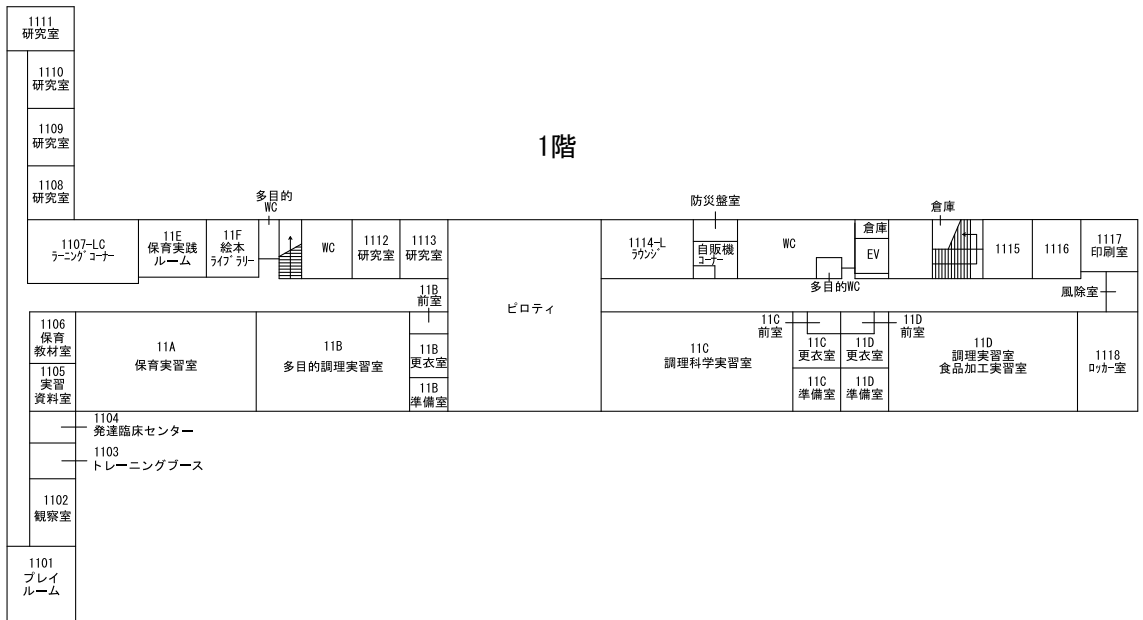 1111
研究室
1110
研究室
1109
研究室
1108
研究室
1階
多目的
WC
防災盤室
倉庫
1107-LC
ラーニングコーナー
11E
保育実践
ルーム
11F
絵本
ライブラリー
WC
1112
研究室
1113
研究室
1114-L
ラウンジ
自販機
コーナー
WC
倉庫
EV
1115
1116
1117
印刷室
多目的WC
風除室
11B
前室
ピロティ
1106
保育
教材室
1105
実習
資料室
11A
保育実習室
11B
多目的調理実習室
11B
更衣室
11B
準備室
11C
調理科学実習室
11C
前室
11C
更衣室
11D
更衣室
11D
前室
11C
準備室
11D
準備室
11D
調理実習室
食品加工実習室
1118
ロッカー室
1104
発達臨床センター
1103
トレーニングブース
1102
観察室
1101
プレイ
ルーム